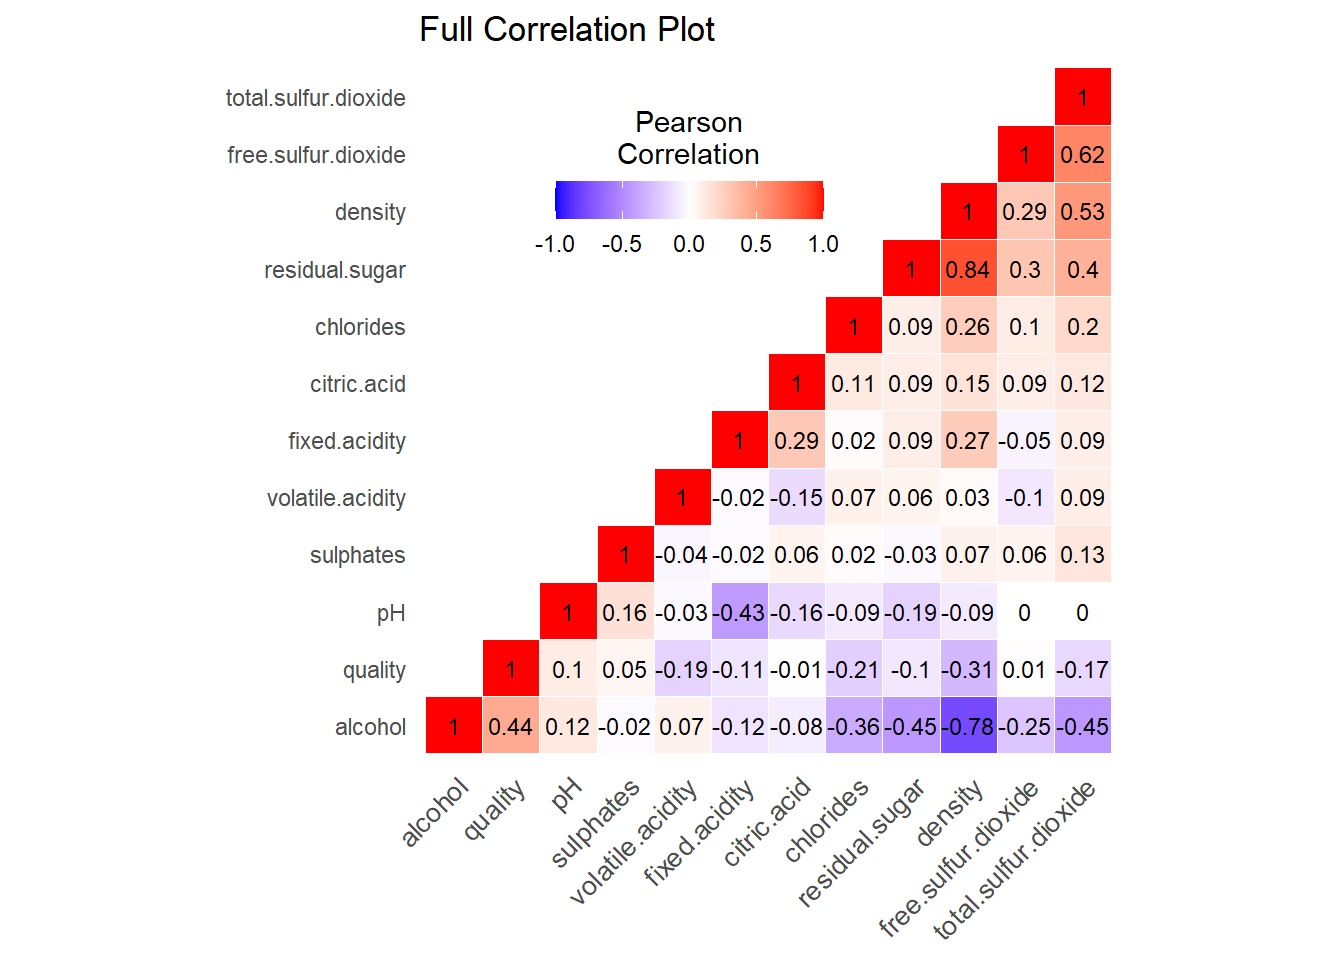 Full Correlation Plot
Pearson
Correlation
-1.0 -0.5 0.0 0.5 1.0
total.sulfur.dioxide 1
free.sulfur.dioxide 1 0.62
density 1 0.29 0.53
residual.sugar 1 0.84 0.3 0.4
chlorides 1 0.09 0.26 0.1 0.2
citric.acid 1 0.11 0.09 0.15 0.09 0.12
fixed.acidity 1 0.29 0.02 0.09 0.27 -0.05 0.09
volatile.acidity 1 -0.02 -0.15 0.07 0.06 0.03 -0.1 0.09
sulphates 1 -0.04 -0.02 0.06 0.02 -0.03 0.07 0.06 0.13
pH 1 0.16 -0.03 -0.43 -0.16 -0.09 -0.19 -0.09 0 0
quality 1 0.1 0.05 -0.19 -0.11 -0.01 -0.21 -0.1 -0.31 0.01 -0.17
alcohol 1 0.44 0.12 -0.02 0.07 -0.12 -0.08 -0.36 -0.45 -0.78 -0.25 -0.45
alcohol
quality
pH
sulphates
volatile.acidity
fixed.acidity
citric.acid
chlorides
residual.sugar
density
free.sulfur.dioxide
total.sulfur.dioxide